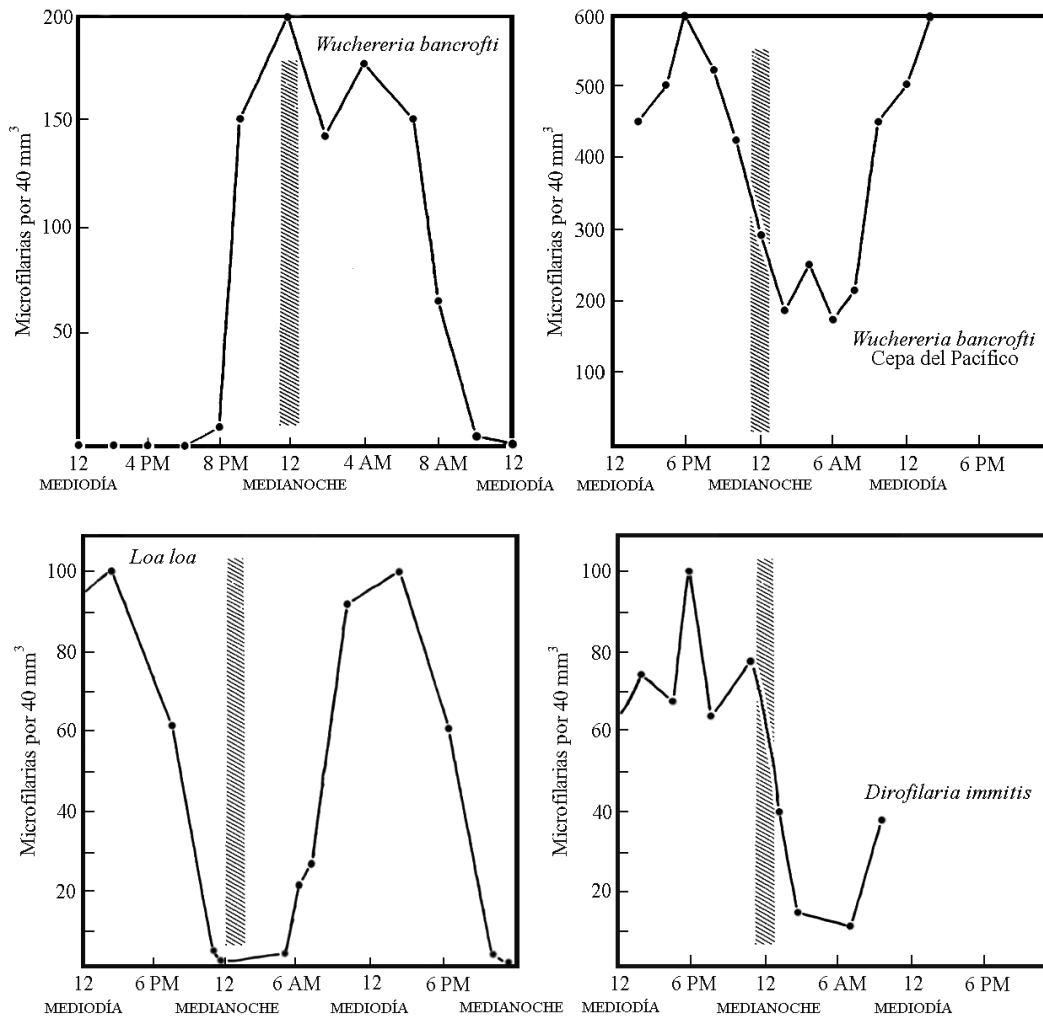 200
150
100
50
Microfilarias por 40 mm³
Wuchereria bancrofti
12 4 PM 8 PM 12 4 AM 8 AM 12
MEDIODÍA MEDIANOCHE MEDIODÍA
600
500
400
300
200
100
Microfilarias por 40 mm³
Wuchereria bancrofti
Cepa del Pacífico
12 6 PM 12 6 AM 12 6 PM
MEDIODÍA MEDIANOCHE MEDIODÍA
Loa loa
100
80
60
40
20
Microfilarias por 40 mm³
12 6 PM 12 6 AM 12 6 PM
MEDIODÍA MEDIANOCHE MEDIODÍA MEDIANOCHE
100
80
60
40
20
Microfilarias por 40 mm³
Dirofilaria immitis
12 6 PM 12 6 AM 12 6 PM
MEDIODÍA MEDIANOCHE MEDIODÍA